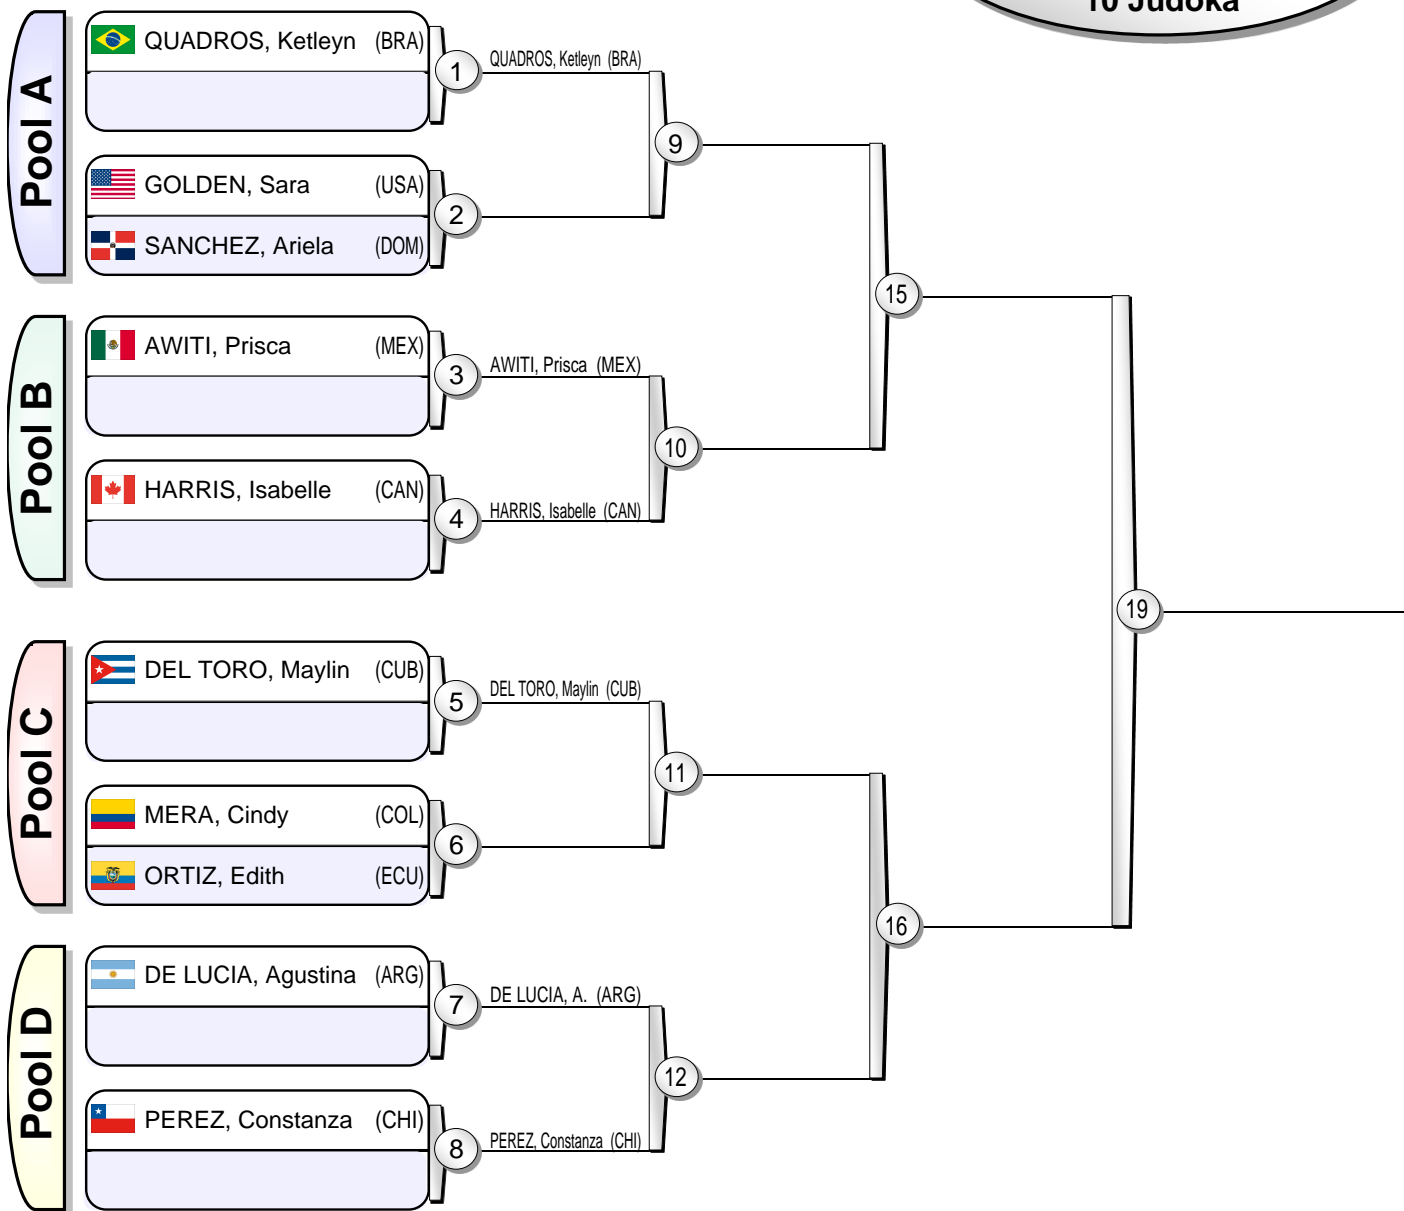 10 Judoka
Pool A
QUADROS, Ketleyn (BRA)
1
QUADROS, Ketleyn (BRA)
9
GOLDEN, Sara (USA)
2
SANCHEZ, Ariela (DOM)
15
Pool B
AWITI, Prisca (MEX)
3
AWITI, Prisca (MEX)
10
HARRIS, Isabelle (CAN)
4
HARRIS, Isabelle (CAN)
19
Pool C
DEL TORO, Maylin (CUB)
5
DEL TORO, Maylin (CUB)
11
MERA, Cindy (COL)
6
ORTIZ, Edith (ECU)
16
Pool D
DE LUCIA, Agustina (ARG)
7
DE LUCIA, A. (ARG)
12
PEREZ, Constanza (CHI)
8
PEREZ, Constanza (CHI)